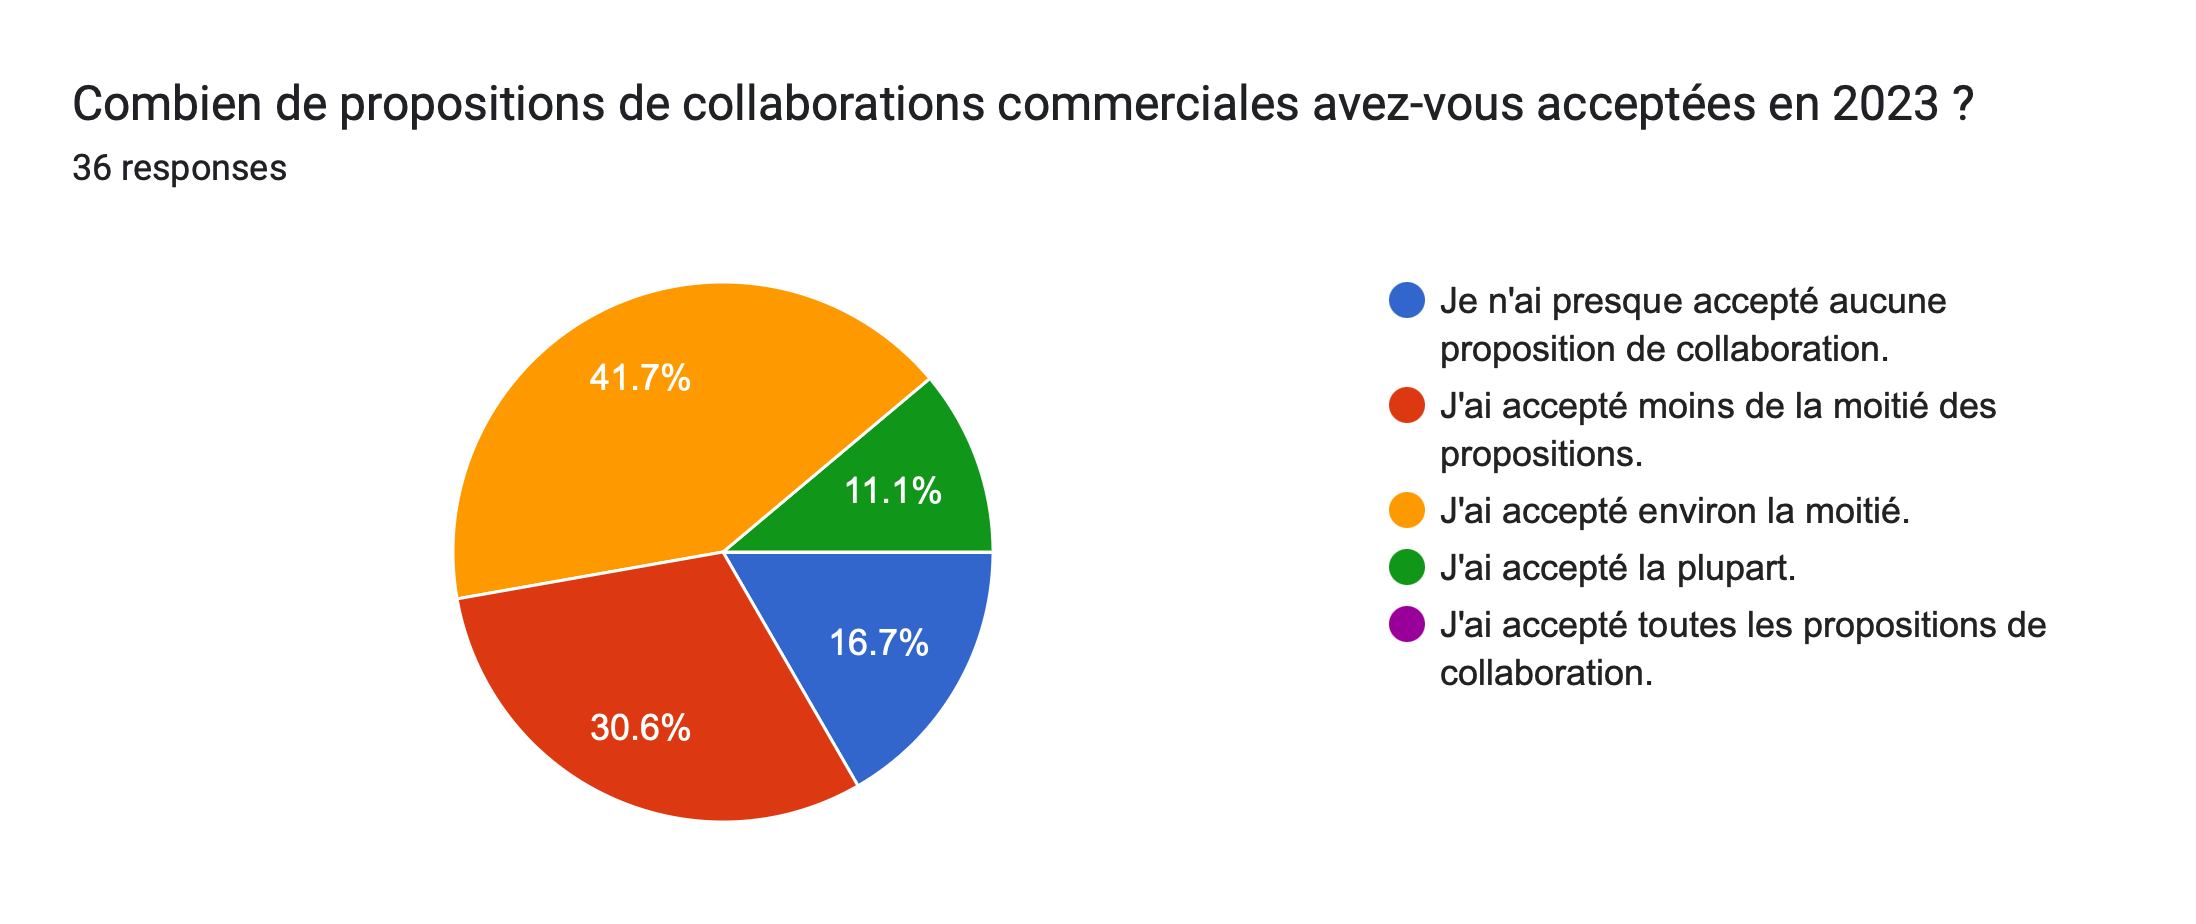 Combien de propositions de collaborations commerciales avez-vous acceptées en 2023 ?
36 responses
41.7%
11.1%
16.7%
30.6%
Je n'ai presque accepté aucune
proposition de collaboration.
J'ai accepté moins de la moitié des
propositions.
J'ai accepté environ la moitié.
J'ai accepté la plupart.
J'ai accepté toutes les propositions de
collaboration.